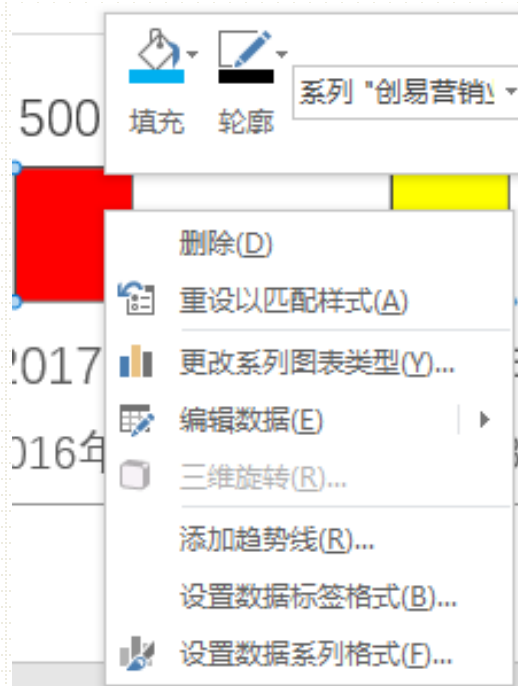 填充 轮廓
系列 "创易营销
500
删除(D)
重设以匹配样式(A)
2017
更改系列图表类型(Y)...
016年
编辑数据(E)
三维旋转(R)...
添加趋势线(R)...
设置数据标签格式(B)...
设置数据系列格式(F)...